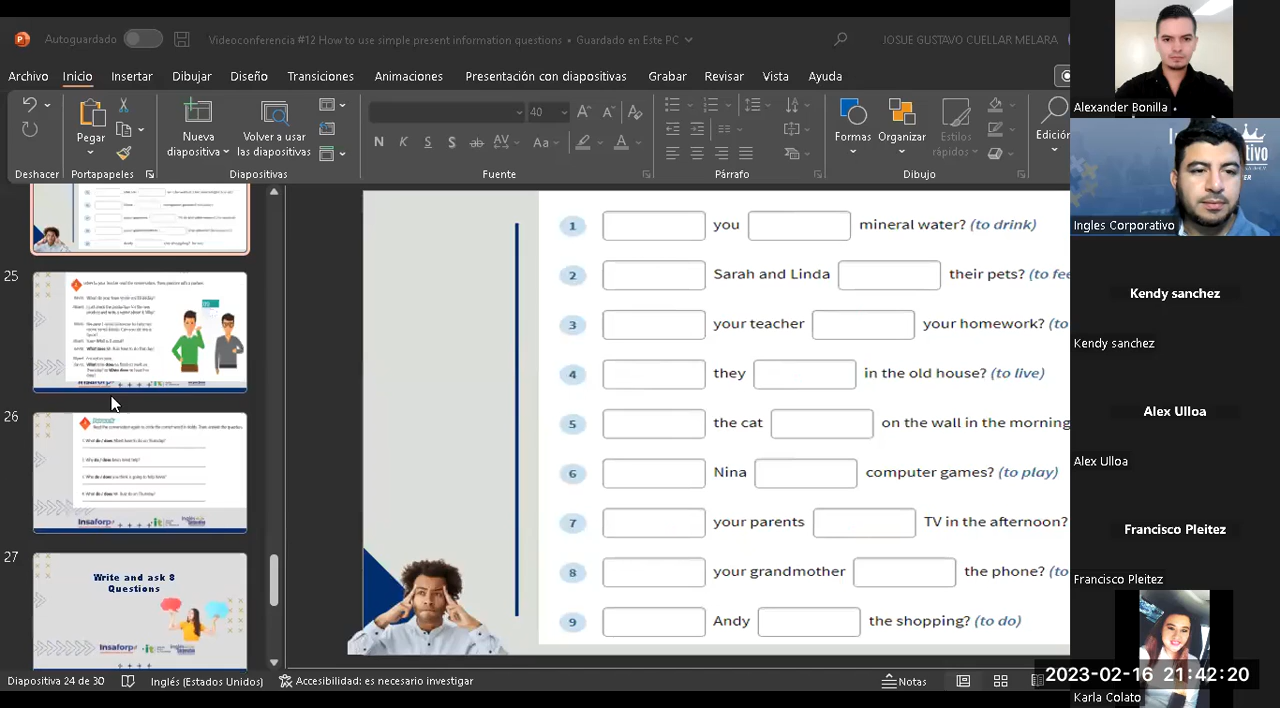 Autoguardado
Videoconferencia #12 How to use simple present information questions • Guardado en Este PC
JOSUE GUSTAVO CUELLAR MELARA
Archivo Inicio Insertar Dibujar Diseño Transiciones Animaciones Presentación con diapositivas Grabar Revisar Vista Ayuda
Pegar
Nueva diapositiva
Volver a usar las diapositivas
40
N K S S ab AV Aa A
Formas Organizar Estilos rápidos Edición
Deshacer Portapapeles Diapositivas Fuente Párrafo Dibujo
25
26
27
Write and ask 8
Questions
Insaforp
1 you mineral water? (to drink)
2 Sarah and Linda their pets? (to fee
3 your teacher your homework? (to
4 they in the old house? (to live)
5 the cat on the wall in the morning
6 Nina computer games? (to play)
7 your parents TV in the afternoon?
8 your grandmother the phone? (to
9 Andy the shopping? (to do)
Diapositiva 24 de 30 Inglés (Estados Unidos) Accesibilidad: es necesario investigar Notas
Alexander Bonilla
Ingles Corporativo
Kendy sanchez
Kendy sanchez
Alex Ulloa
Alex Ulloa
Francisco Pleitez
Francisco Pleitez
2023-02-16 21:42:20
Karla Colato